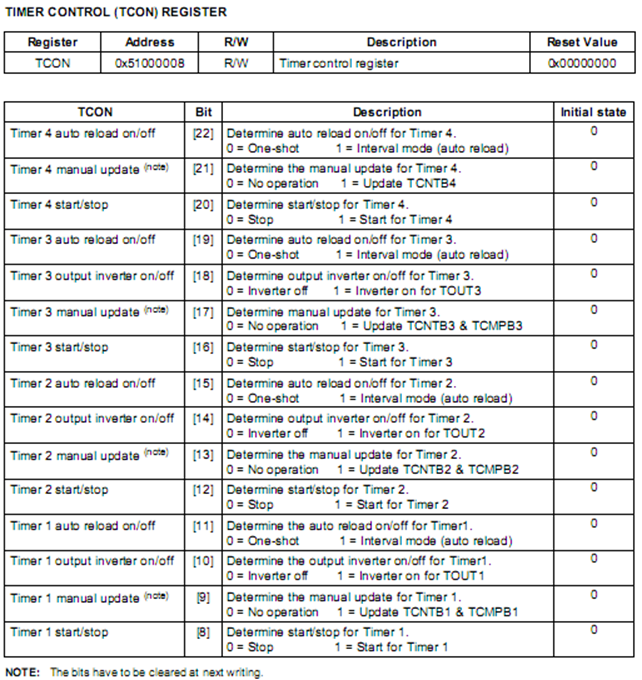 TIMER CONTROL (TCON) REGISTER
Register Address R/W Description Reset Value
TCON 0x51000008 R/W Timer control register 0x00000000
TCON Bit Description Initial state
Timer 4 auto reload on/off [22] Determine auto reload on/off for Timer 4. 0
0 = One-shot 1 = Interval mode (auto reload)
Timer 4 manual update (note) [21] Determine the manual update for Timer 4. 0
0 = No operation 1 = Update TCNTB4
Timer 4 start/stop [20] Determine start/stop for Timer 4. 0
0 = Stop 1 = Start for Timer 4
Timer 3 auto reload on/off [19] Determine auto reload on/off for Timer 3. 0
0 = One-shot 1 = Interval mode (auto reload)
Timer 3 output inverter on/off [18] Determine output inverter on/off for Timer 3. 0
0 = Inverter off 1 = Inverter on for TOUT3
Timer 3 manual update (note) [17] Determine manual update for Timer 3. 0
0 = No operation 1 = Update TCNTB3 & TCMPB3
Timer 3 start/stop [16] Determine start/stop for Timer 3. 0
0 = Stop 1 = Start for Timer 3
Timer 2 auto reload on/off [15] Determine auto reload on/off for Timer 2. 0
0 = One-shot 1 = Interval mode (auto reload)
Timer 2 output inverter on/off [14] Determine output inverter on/off for Timer 2. 0
0 = Inverter off 1 = Inverter on for TOUT2
Timer 2 manual update (note) [13] Determine the manual update for Timer 2. 0
0 = No operation 1 = Update TCNTB2 & TCMPB2
Timer 2 start/stop [12] Determine start/stop for Timer 2. 0
0 = Stop 1 = Start for Timer 2
Timer 1 auto reload on/off [11] Determine the auto reload on/off for Timer1. 0
0 = One-shot 1 = Interval mode (auto reload)
Timer 1 output inverter on/off [10] Determine the output inverter on/off for Timer1. 0
0 = Inverter off 1 = Inverter on for TOUT1
Timer 1 manual update (note) [9] Determine the manual update for Timer 1. 0
0 = No operation 1 = Update TCNTB1 & TCMPB1
Timer 1 start/stop [8] Determine start/stop for Timer 1. 0
0 = Stop 1 = Start for Timer 1
NOTE: The bits have to be cleared at next writing.